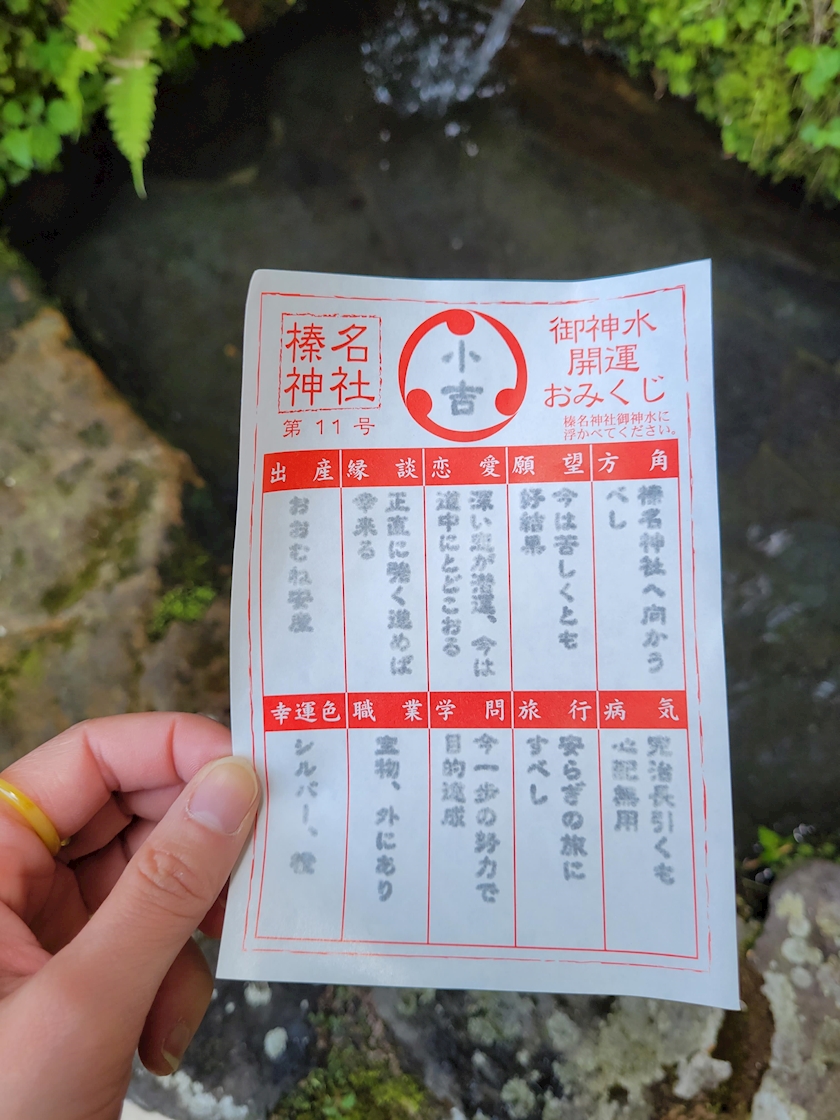 御神水
開運
おみくじ
榛名神社御神水に
浮かべてください。
小吉
榛名
神社
第 11 号
方角
榛名神社へ向かう
べし
願望
今は苦しくとも
好結果
恋愛
深い恋が潜運、今は
道中にとどこおる
縁談
正直に強く進めば
幸来る
出産
おおむね安産
病気
完治長引くも
心配無用
旅行
安らぎの旅に
すべし
学問
今一歩の努力で
目的達成
職業
宝物、外にあり
幸運色
シルバー、橙